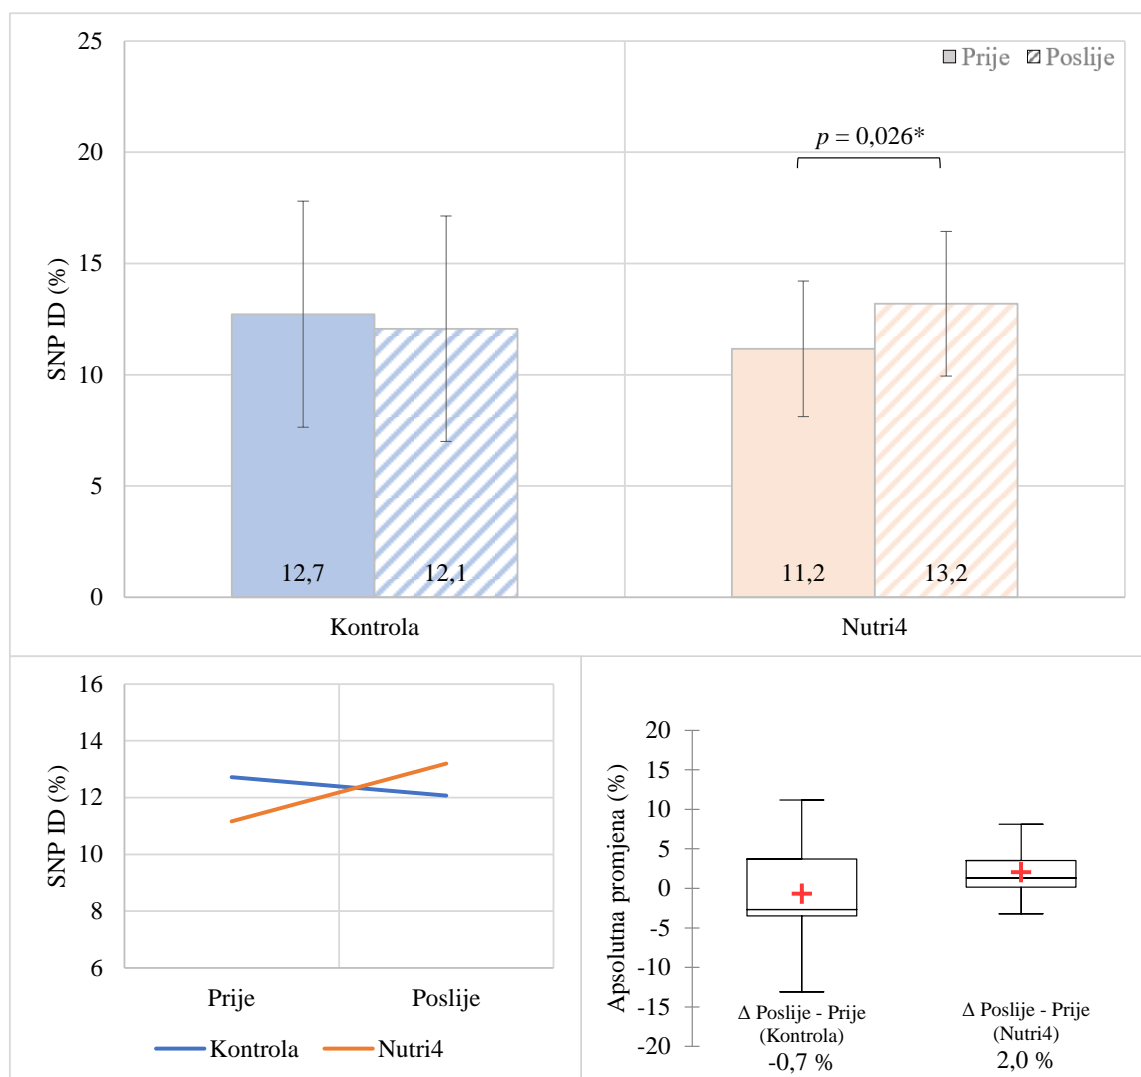 25
Prije Poslije
p = 0,026*
20
15
10
5
0
SNP ID (%)
12,7 12,1 11,2 13,2
Kontrola Nutri4
16
14
12
10
8
6
SNP ID (%)
Prije Poslije
Kontrola Nutri4
20
15
10
5
0
-5
-10
-15
-20
Apsolutna promjena (%)
Δ Poslije - Prije
(Kontrola)
-0,7 %
Δ Poslije - Prije
(Nutri4)
2,0 %